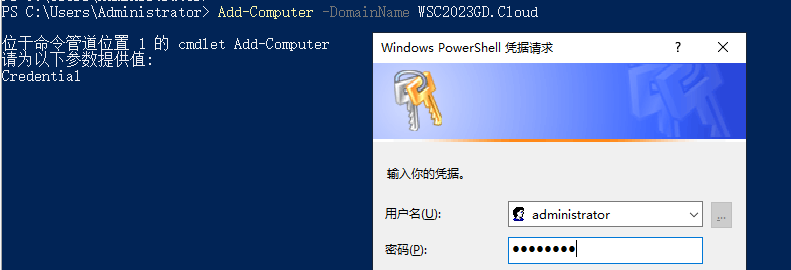 PS C:\Users\Administrator> Add-Computer -DomainName WSC2023GD.Cloud
位于命令管道位置 1 的 cmdlet Add-Computer
请为以下参数提供值:
Credential
Windows PowerShell 凭据请求
?
输入你的凭据。
用户名(U):
administrator
...
密码(P):
●●●●●●●●